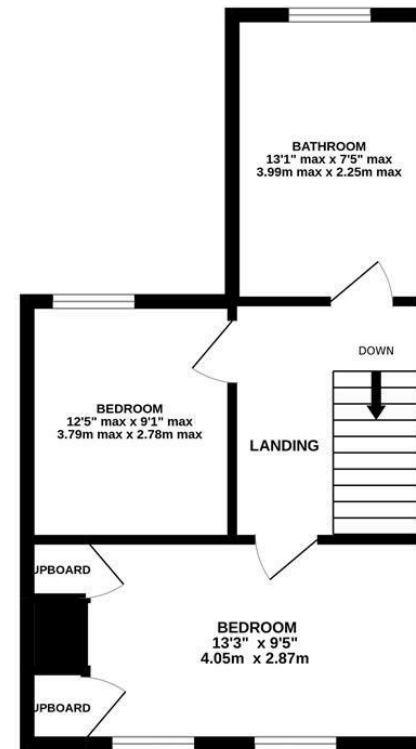 BATHROOM
13'1" max x 7'5" max
3.99m max x 2.25m max
DOWN
BEDROOM
12'5" max x 9'1" max
3.79m max x 2.78m max
LANDING
UPBOARD
BEDROOM
13'3" x 9'5"
4.05m x 2.87m
UPBOARD